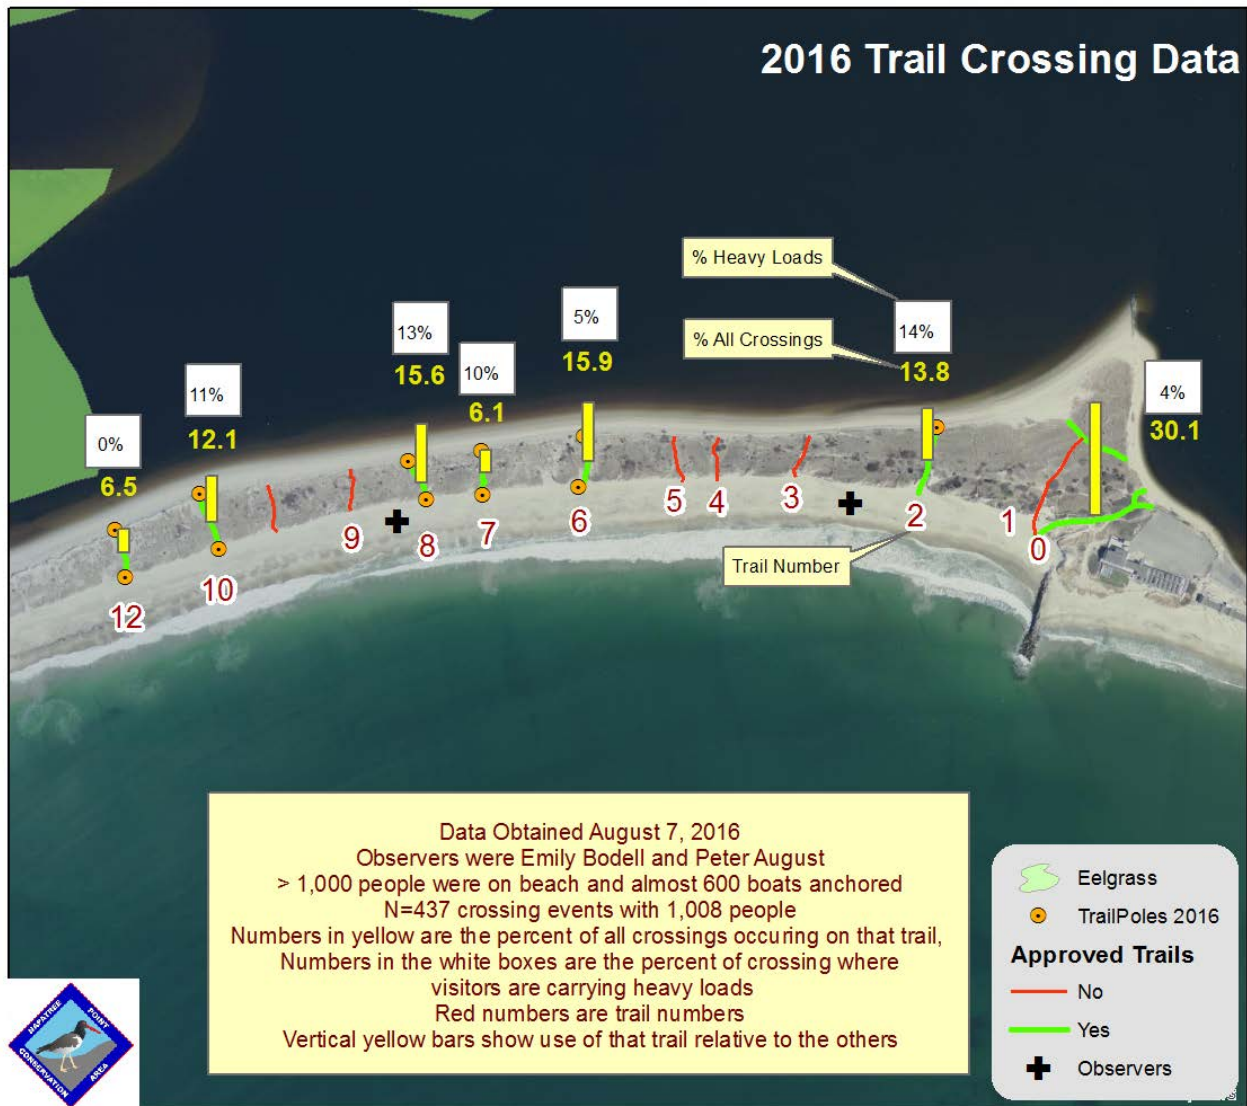 2016 Trail Crossing Data
% Heavy Loads
% All Crossings
14%
13.8
4%
30.1
5%
15.9
10%
6.1
13%
15.6
11%
12.1
0%
6.5
12
10
9
8
7
6
5
4
3
2
1
0
Trail Number
Data Obtained August 7, 2016
Observers were Emily Bodell and Peter August
> 1,000 people were on beach and almost 600 boats anchored
N=437 crossing events with 1,008 people
Numbers in yellow are the percent of all crossings occuring on that trail,
Numbers in the white boxes are the percent of crossing where
visitors are carrying heavy loads
Red numbers are trail numbers
Vertical yellow bars show use of that trail relative to the others
Eelgrass
TrailPoles 2016
Approved Trails
No
Yes
Observers
NAPATREE POINT
CONSERVATION AREA